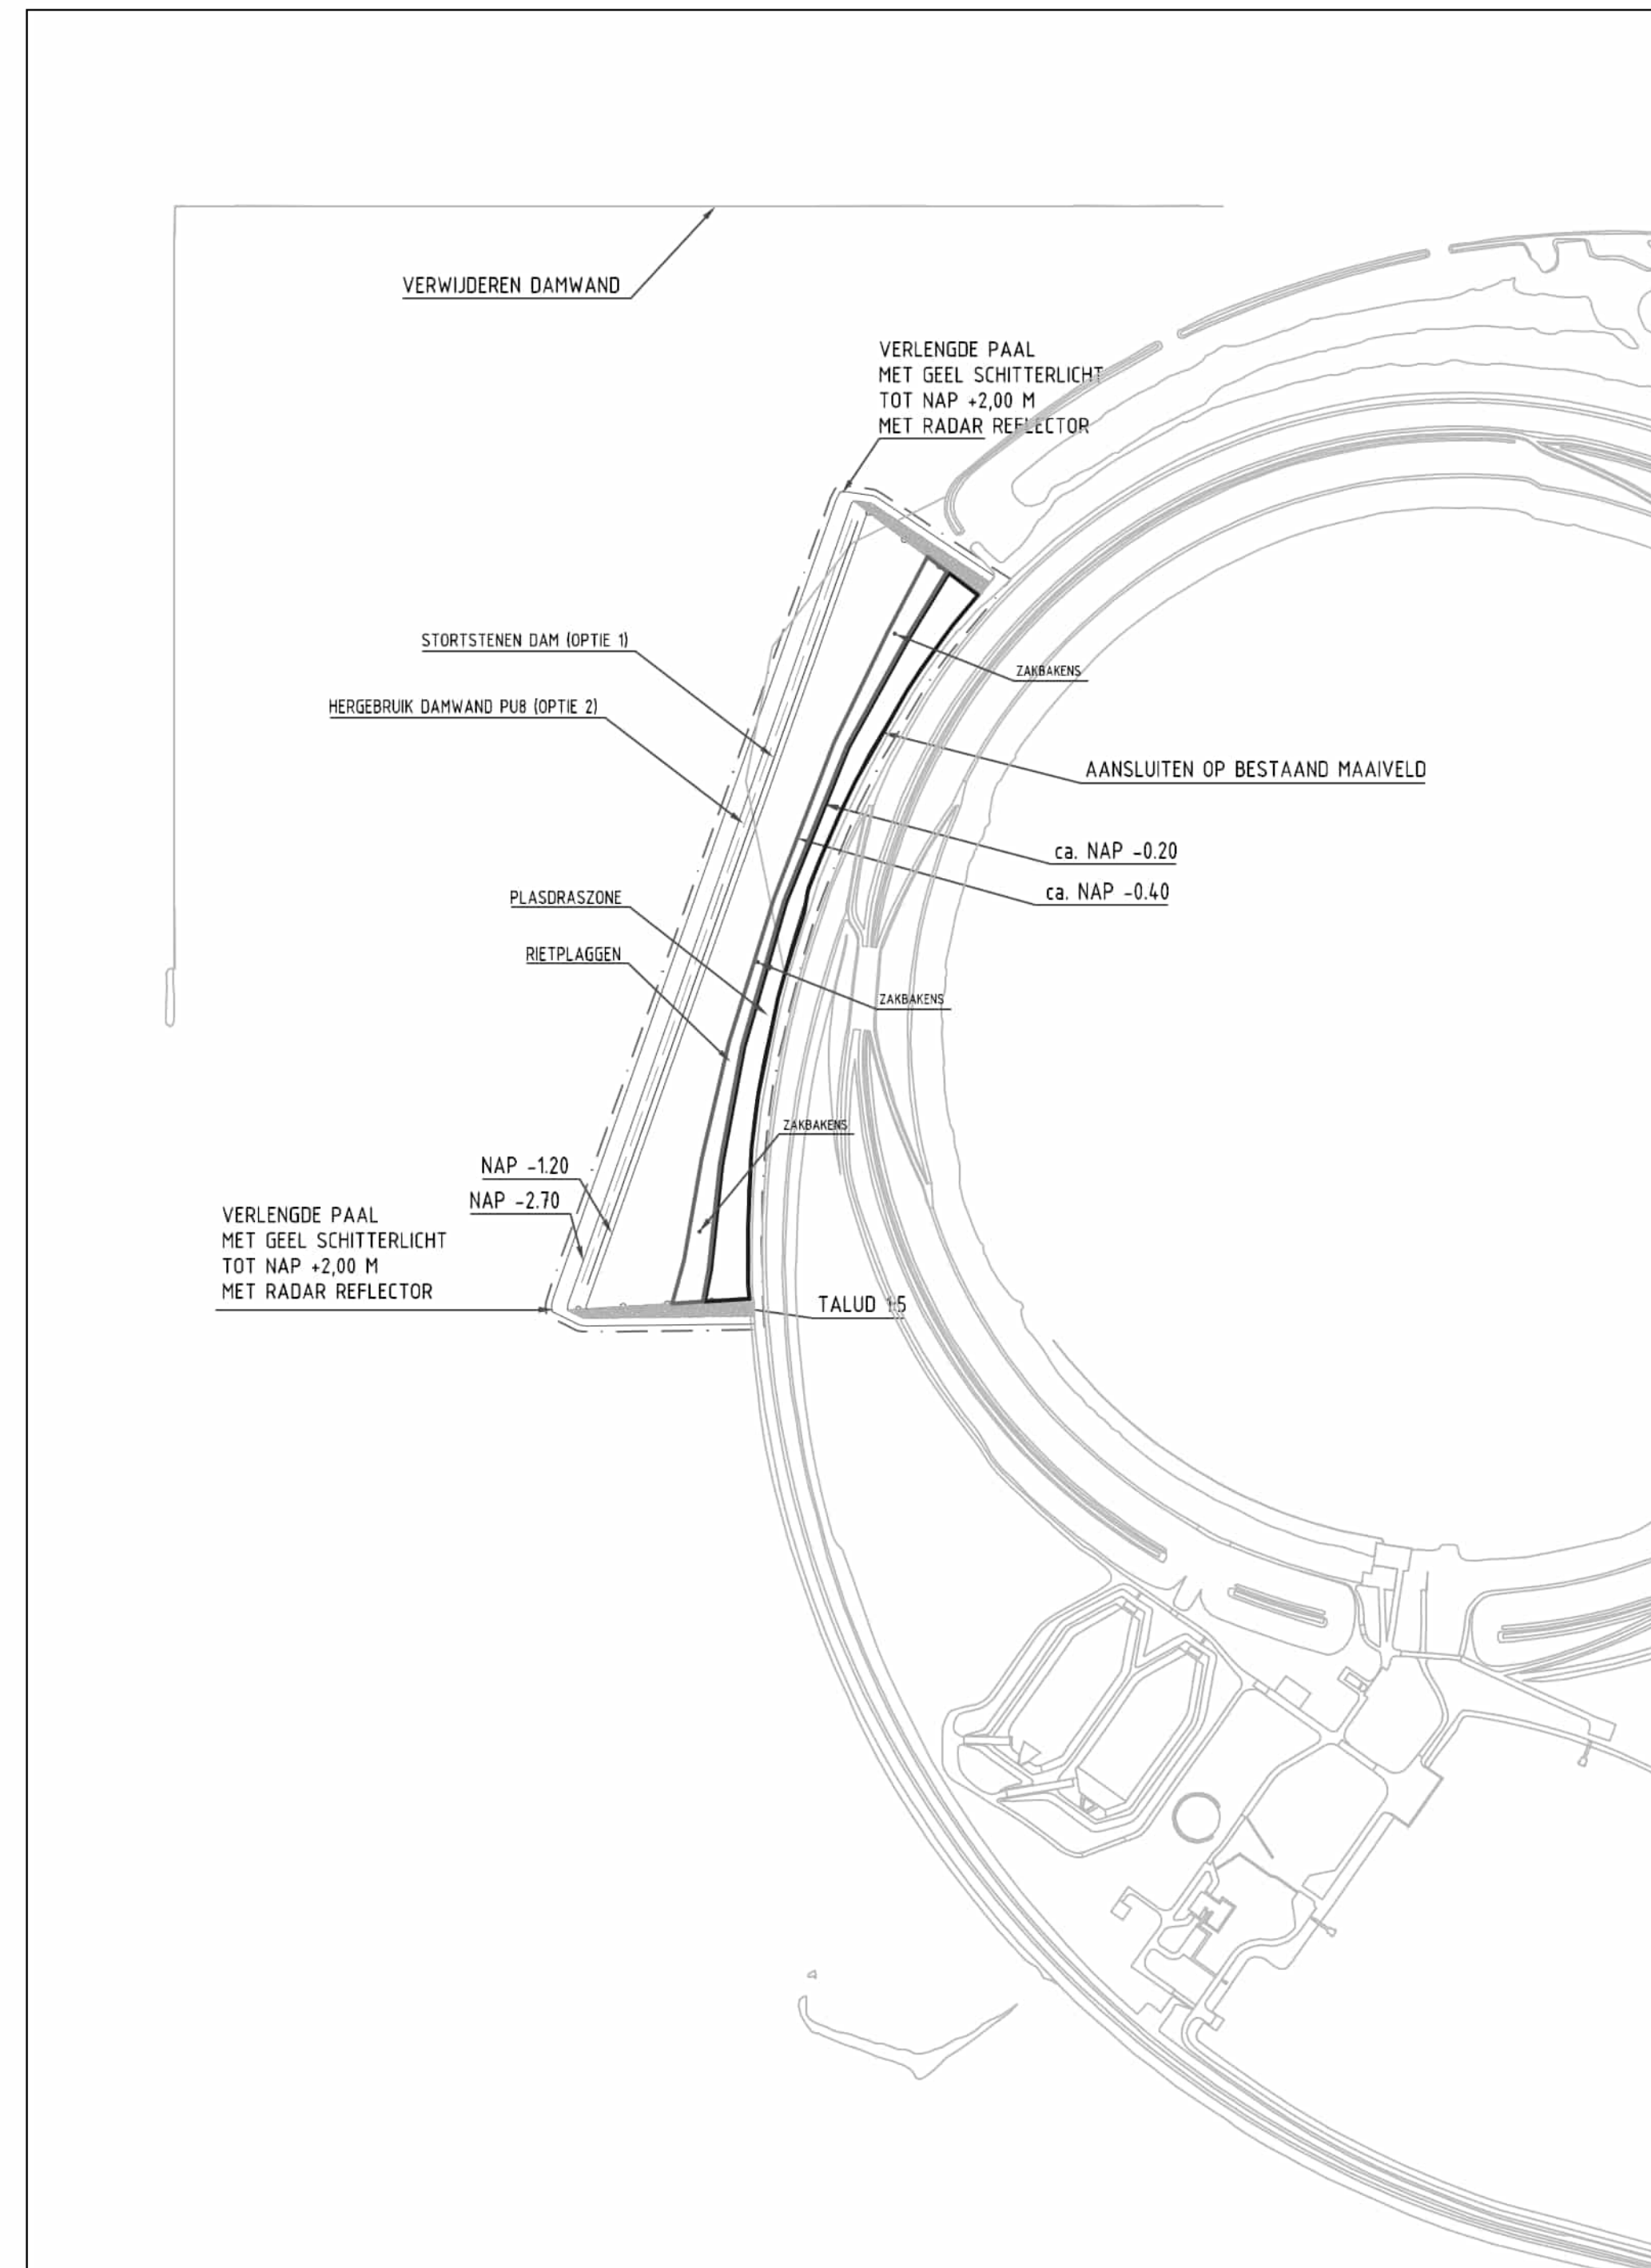 VERWIJDEREN DAMWAND
VERLENGDE PAAL
MET GEEL SCHITTERLICHT
TOT NAP +2,00 M
MET RADAR REFLECTOR
STORTSTENEN DAM (OPTIE 1)
ZAKBAKENS
HERGEBRUIK DAMWAND PU8 (OPTIE 2)
AANSLUITEN OP BESTAAND MAAIVELD
ca. NAP -0.20
ca. NAP -0.40
PLASDRASZONE
RIETPLAGGEN
ZAKBAKENS
ZAKBAKENS
NAP -1.20
NAP -2.70
VERLENGDE PAAL
MET GEEL SCHITTERLICHT
TOT NAP +2,00 M
MET RADAR REFLECTOR
TALUD 1:5